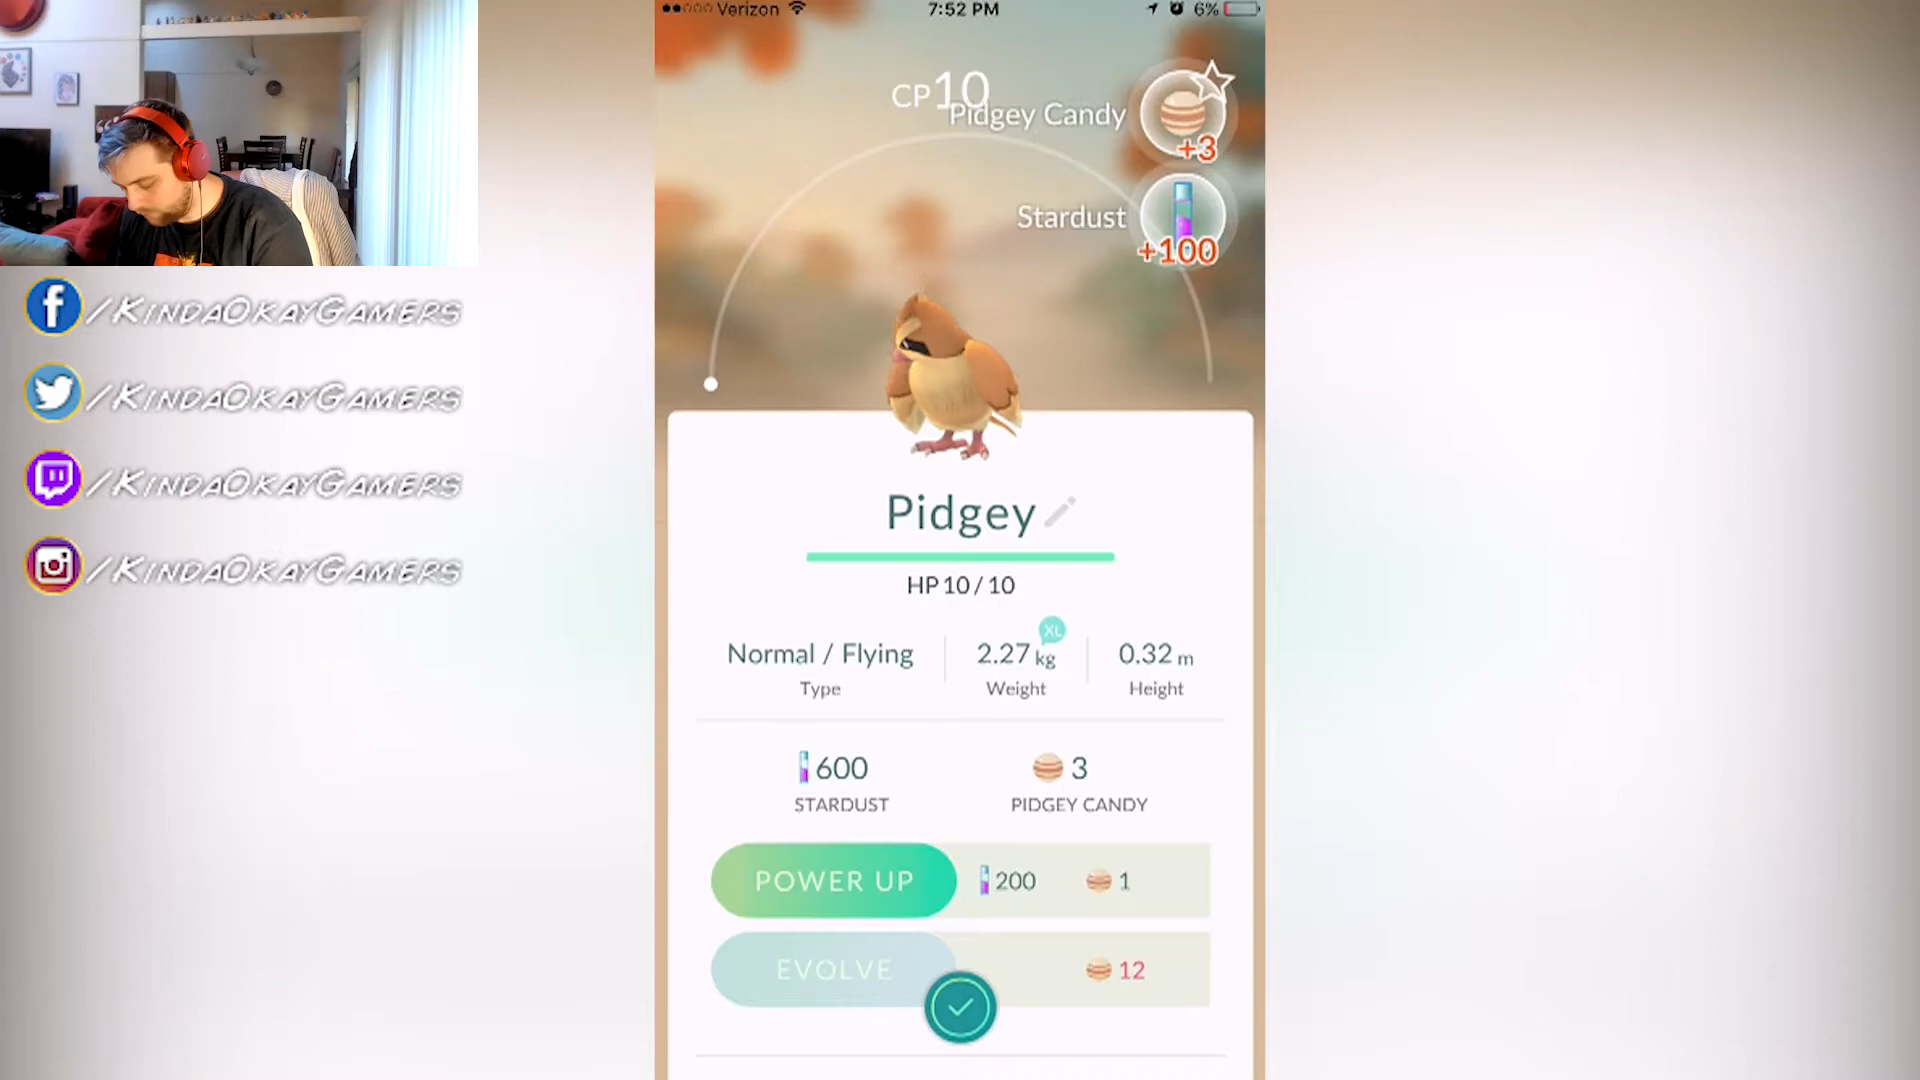 Verizon
7:52 PM
6%
CP10
Pidgey Candy
+3
Stardust
+100
/KindaOkayGamers
/KindaOkayGamers
/KindaOkayGamers
/KindaOkayGamers
Pidgey
HP 10 / 10
XL
Normal / Flying
2.27 kg
0.32 m
Type
Weight
Height
600
3
STARDUST
PIDGEY CANDY
POWER UP
200
1
EVOLVE
12